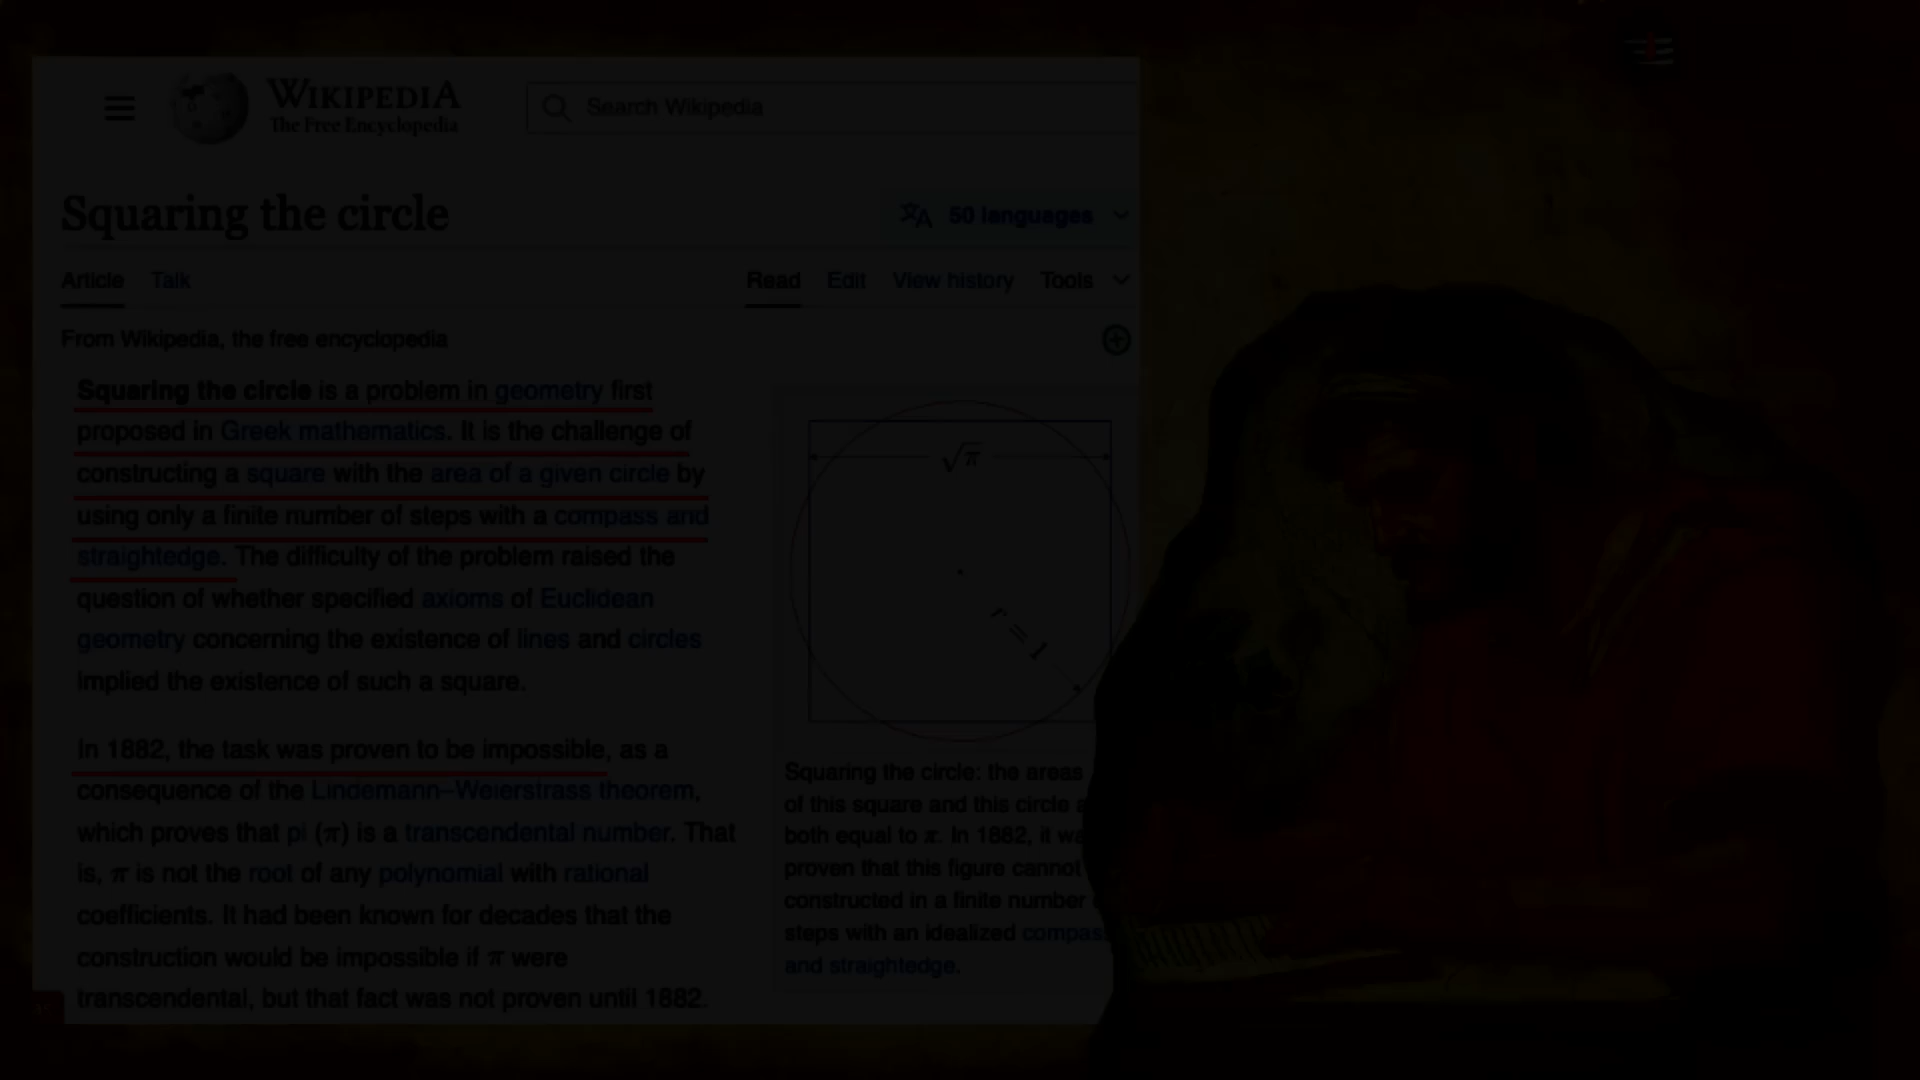 WIKIPEDIA
The Free Encyclopedia
Search Wikipedia
Squaring the circle
50 languages
Article Talk
Read Edit View history Tools
From Wikipedia, the free encyclopedia
Squaring the circle is a problem in geometry first
proposed in Greek mathematics. It is the challenge of
constructing a square with the area of a given circle by
using only a finite number of steps with a compass and
straightedge. The difficulty of the problem raised the
question of whether specified axioms of Euclidean
geometry concerning the existence of lines and circles
implied the existence of such a square.
In 1882, the task was proven to be impossible, as a
consequence of the Lindemann–Weierstrass theorem,
which proves that pi (π) is a transcendental number. That
is, π is not the root of any polynomial with rational
coefficients. It had been known for decades that the
construction would be impossible if π were
transcendental, but that fact was not proven until 1882.
√π
r = 1
Squaring the circle: the areas
of this square and this circle
both equal to π. In 1882, it
proven that this figure cannot
constructed in a finite number
steps with an idealized
and straightedge.